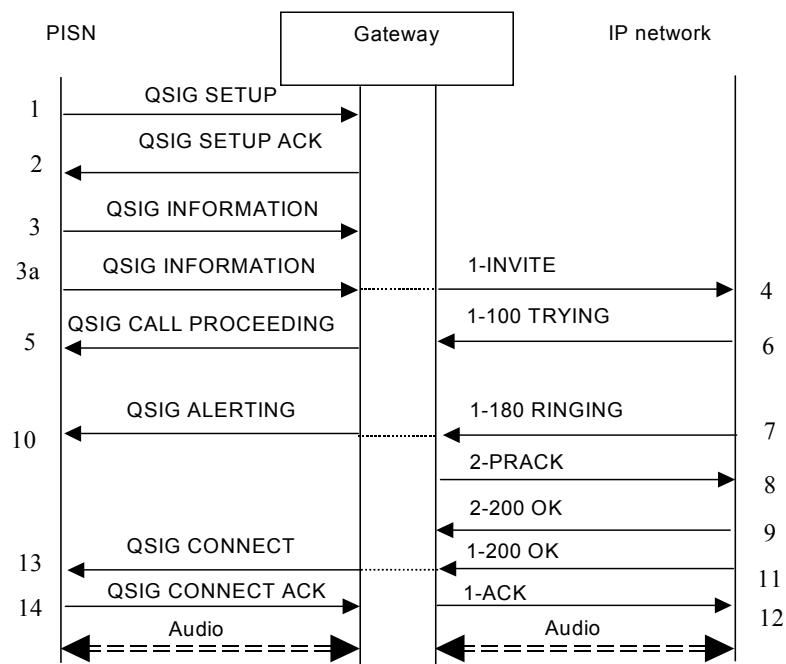 PISN Gateway IP network
1 QSIG SETUP
QSIG SETUP ACK
2
QSIG INFORMATION
3
3a QSIG INFORMATION 1-INVITE 4
QSIG CALL PROCEEDING 1-100 TRYING
5 6
QSIG ALERTING 1-180 RINGING
10 7
2-PRACK
8
2-200 OK
9
QSIG CONNECT 1-200 OK
13 11
QSIG CONNECT ACK 1-ACK
14 12
Audio Audio